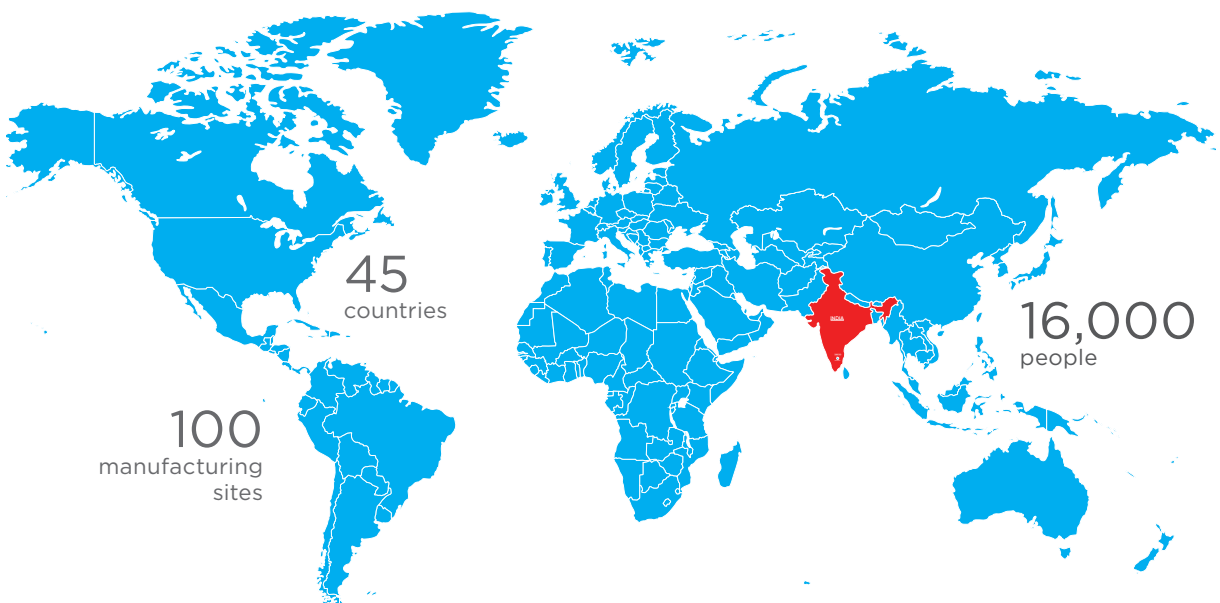 45
countries
16,000
people
INDIA
100
manufacturing
sites